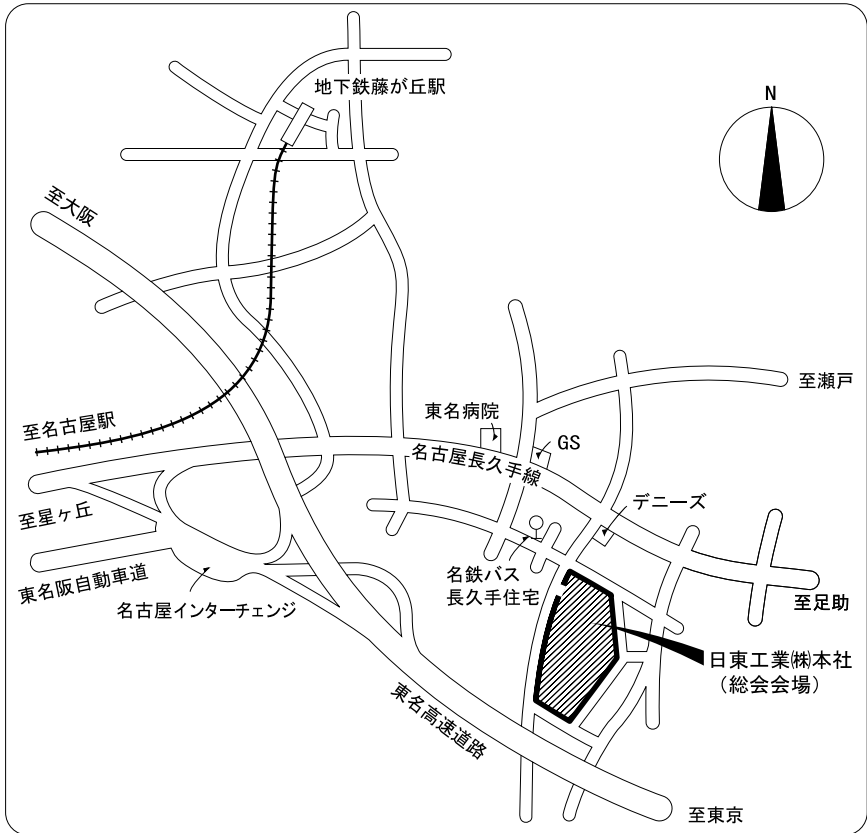 地下鉄藤が丘駅
N
至大阪
至瀬戸
東名病院
至名古屋駅
GS
名古屋長久手線
デニーズ
至星ヶ丘
東名阪自動車道
名鉄バス
長久手住宅
名古屋インターチェンジ
至足助
日東工業㈱本社
（総会会場）
東名高速道路
至東京